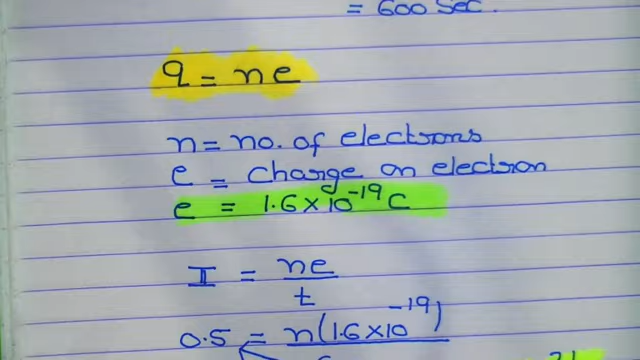 = 600 Sec.
q = ne
n = no. of electrons
e = charge on electron
e = 1.6 × 10⁻¹⁹ C
I = ne / t
0.5 = n(1.6 × 10⁻¹⁹)
21